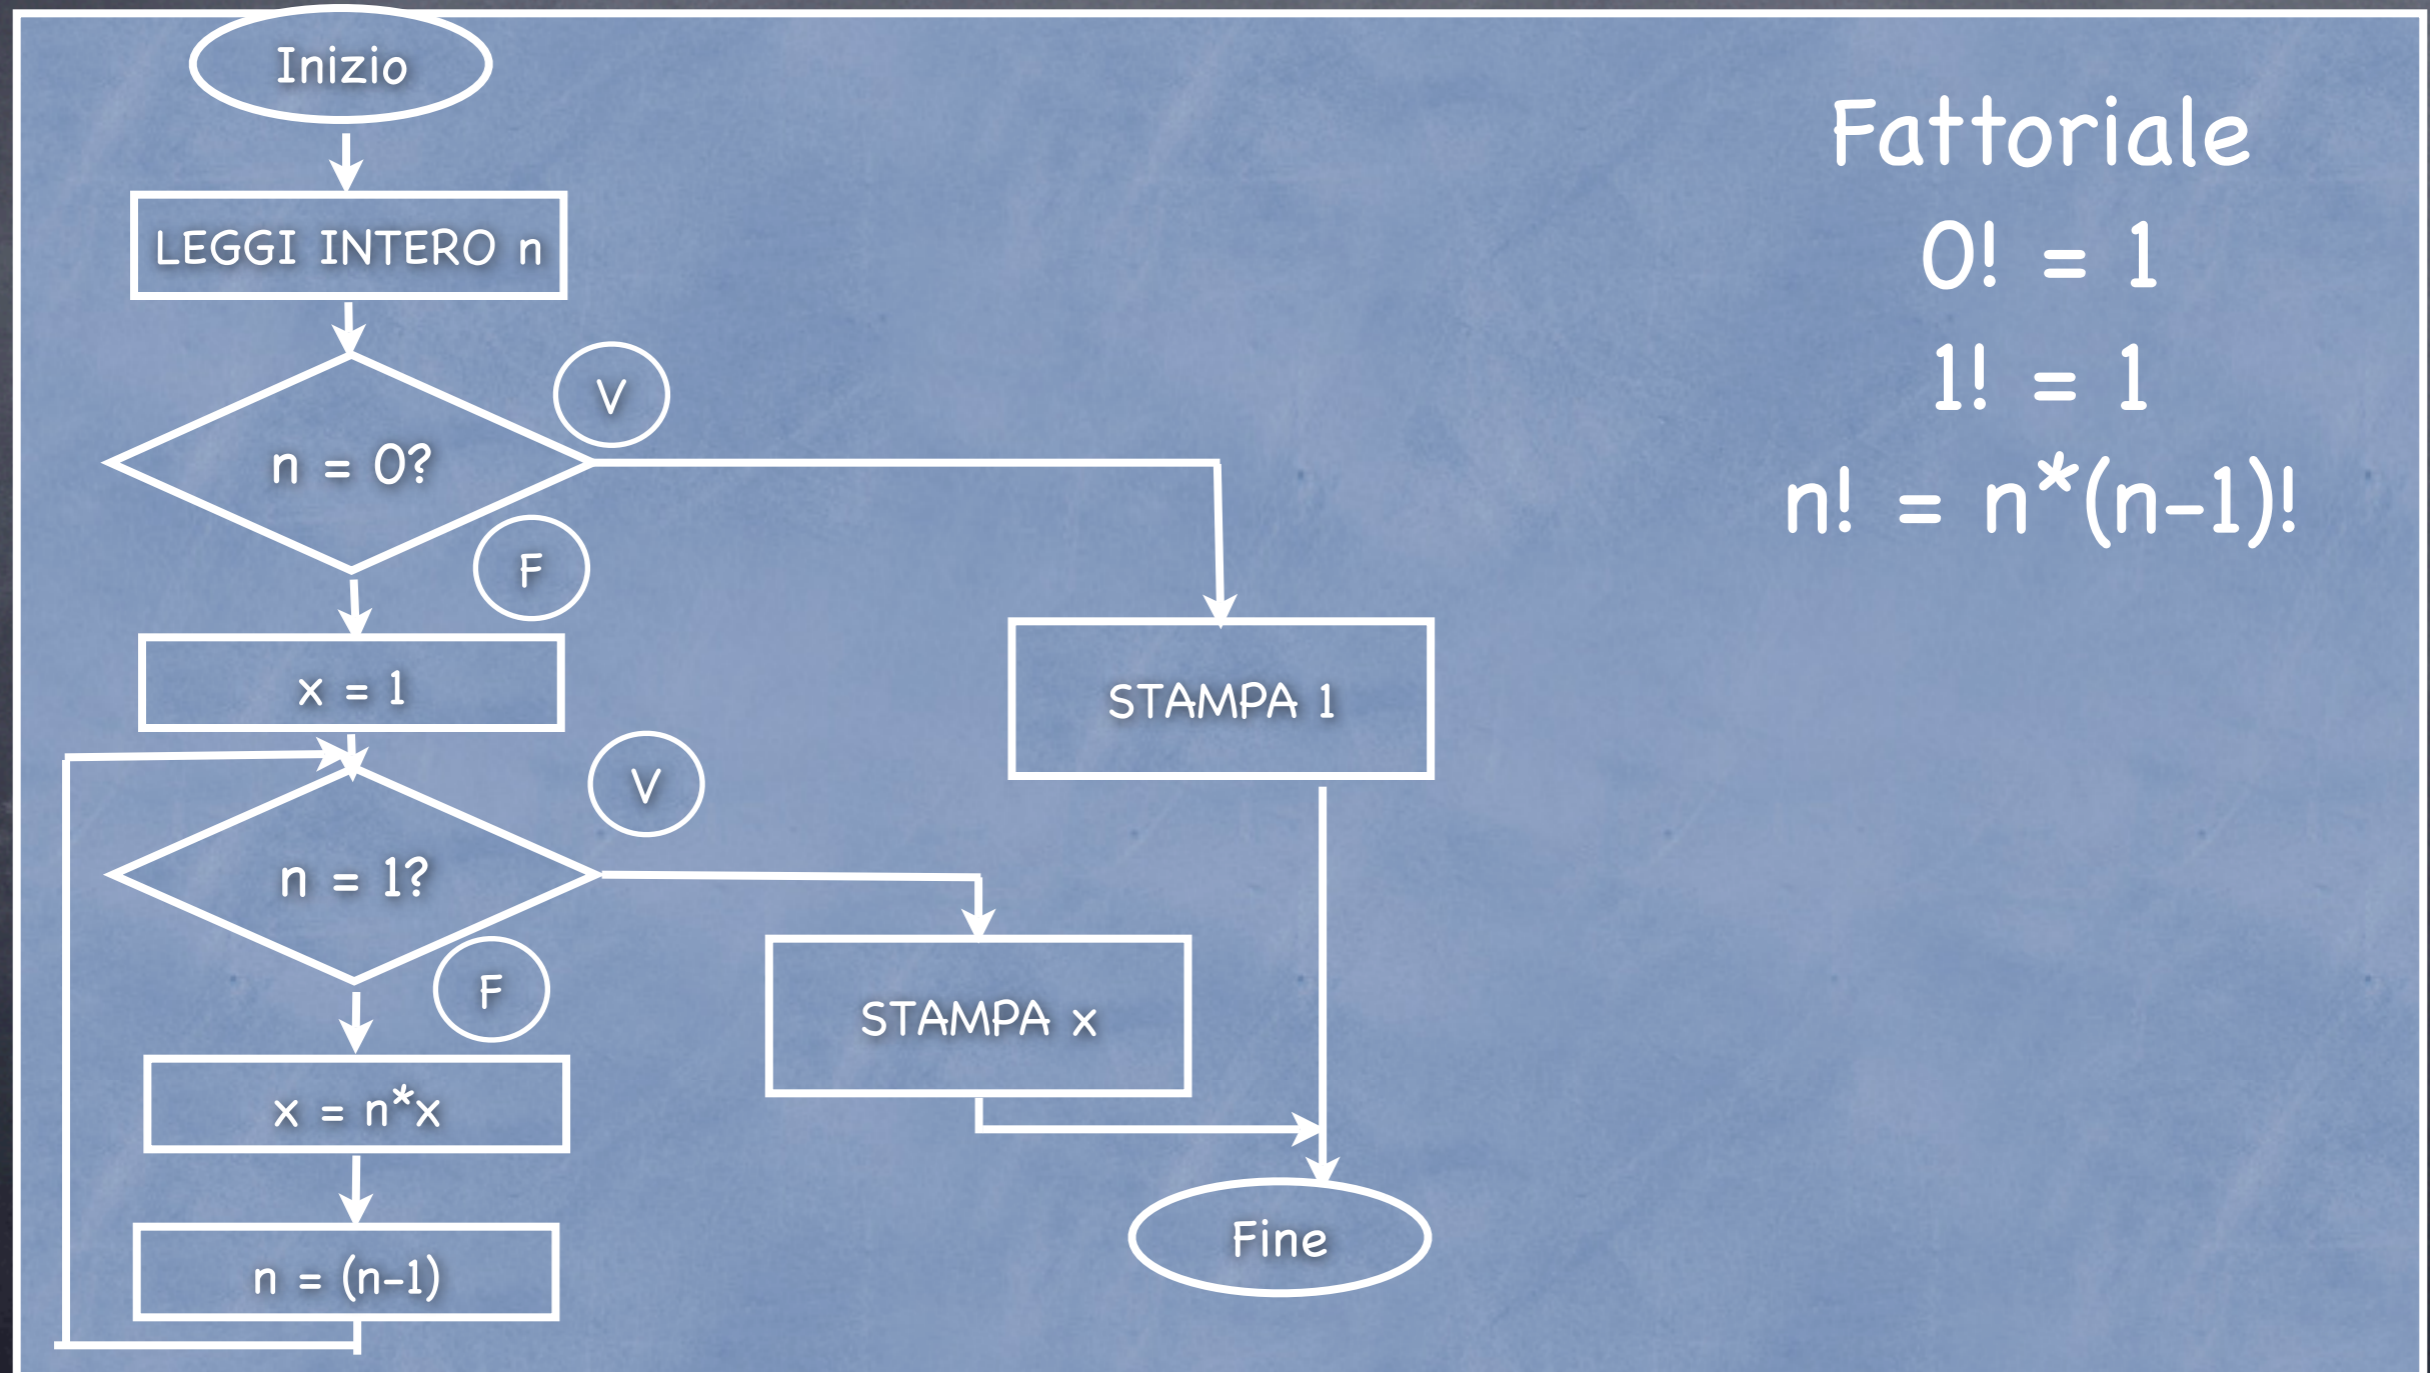 Inizio
LEGGI INTERO n
n = 0?
V
F
x = 1
n = 1?
V
F
x = n*x
n = (n-1)
STAMPA 1
STAMPA x
Fine
Fattoriale
0! = 1
1! = 1
n! = n*(n-1)!